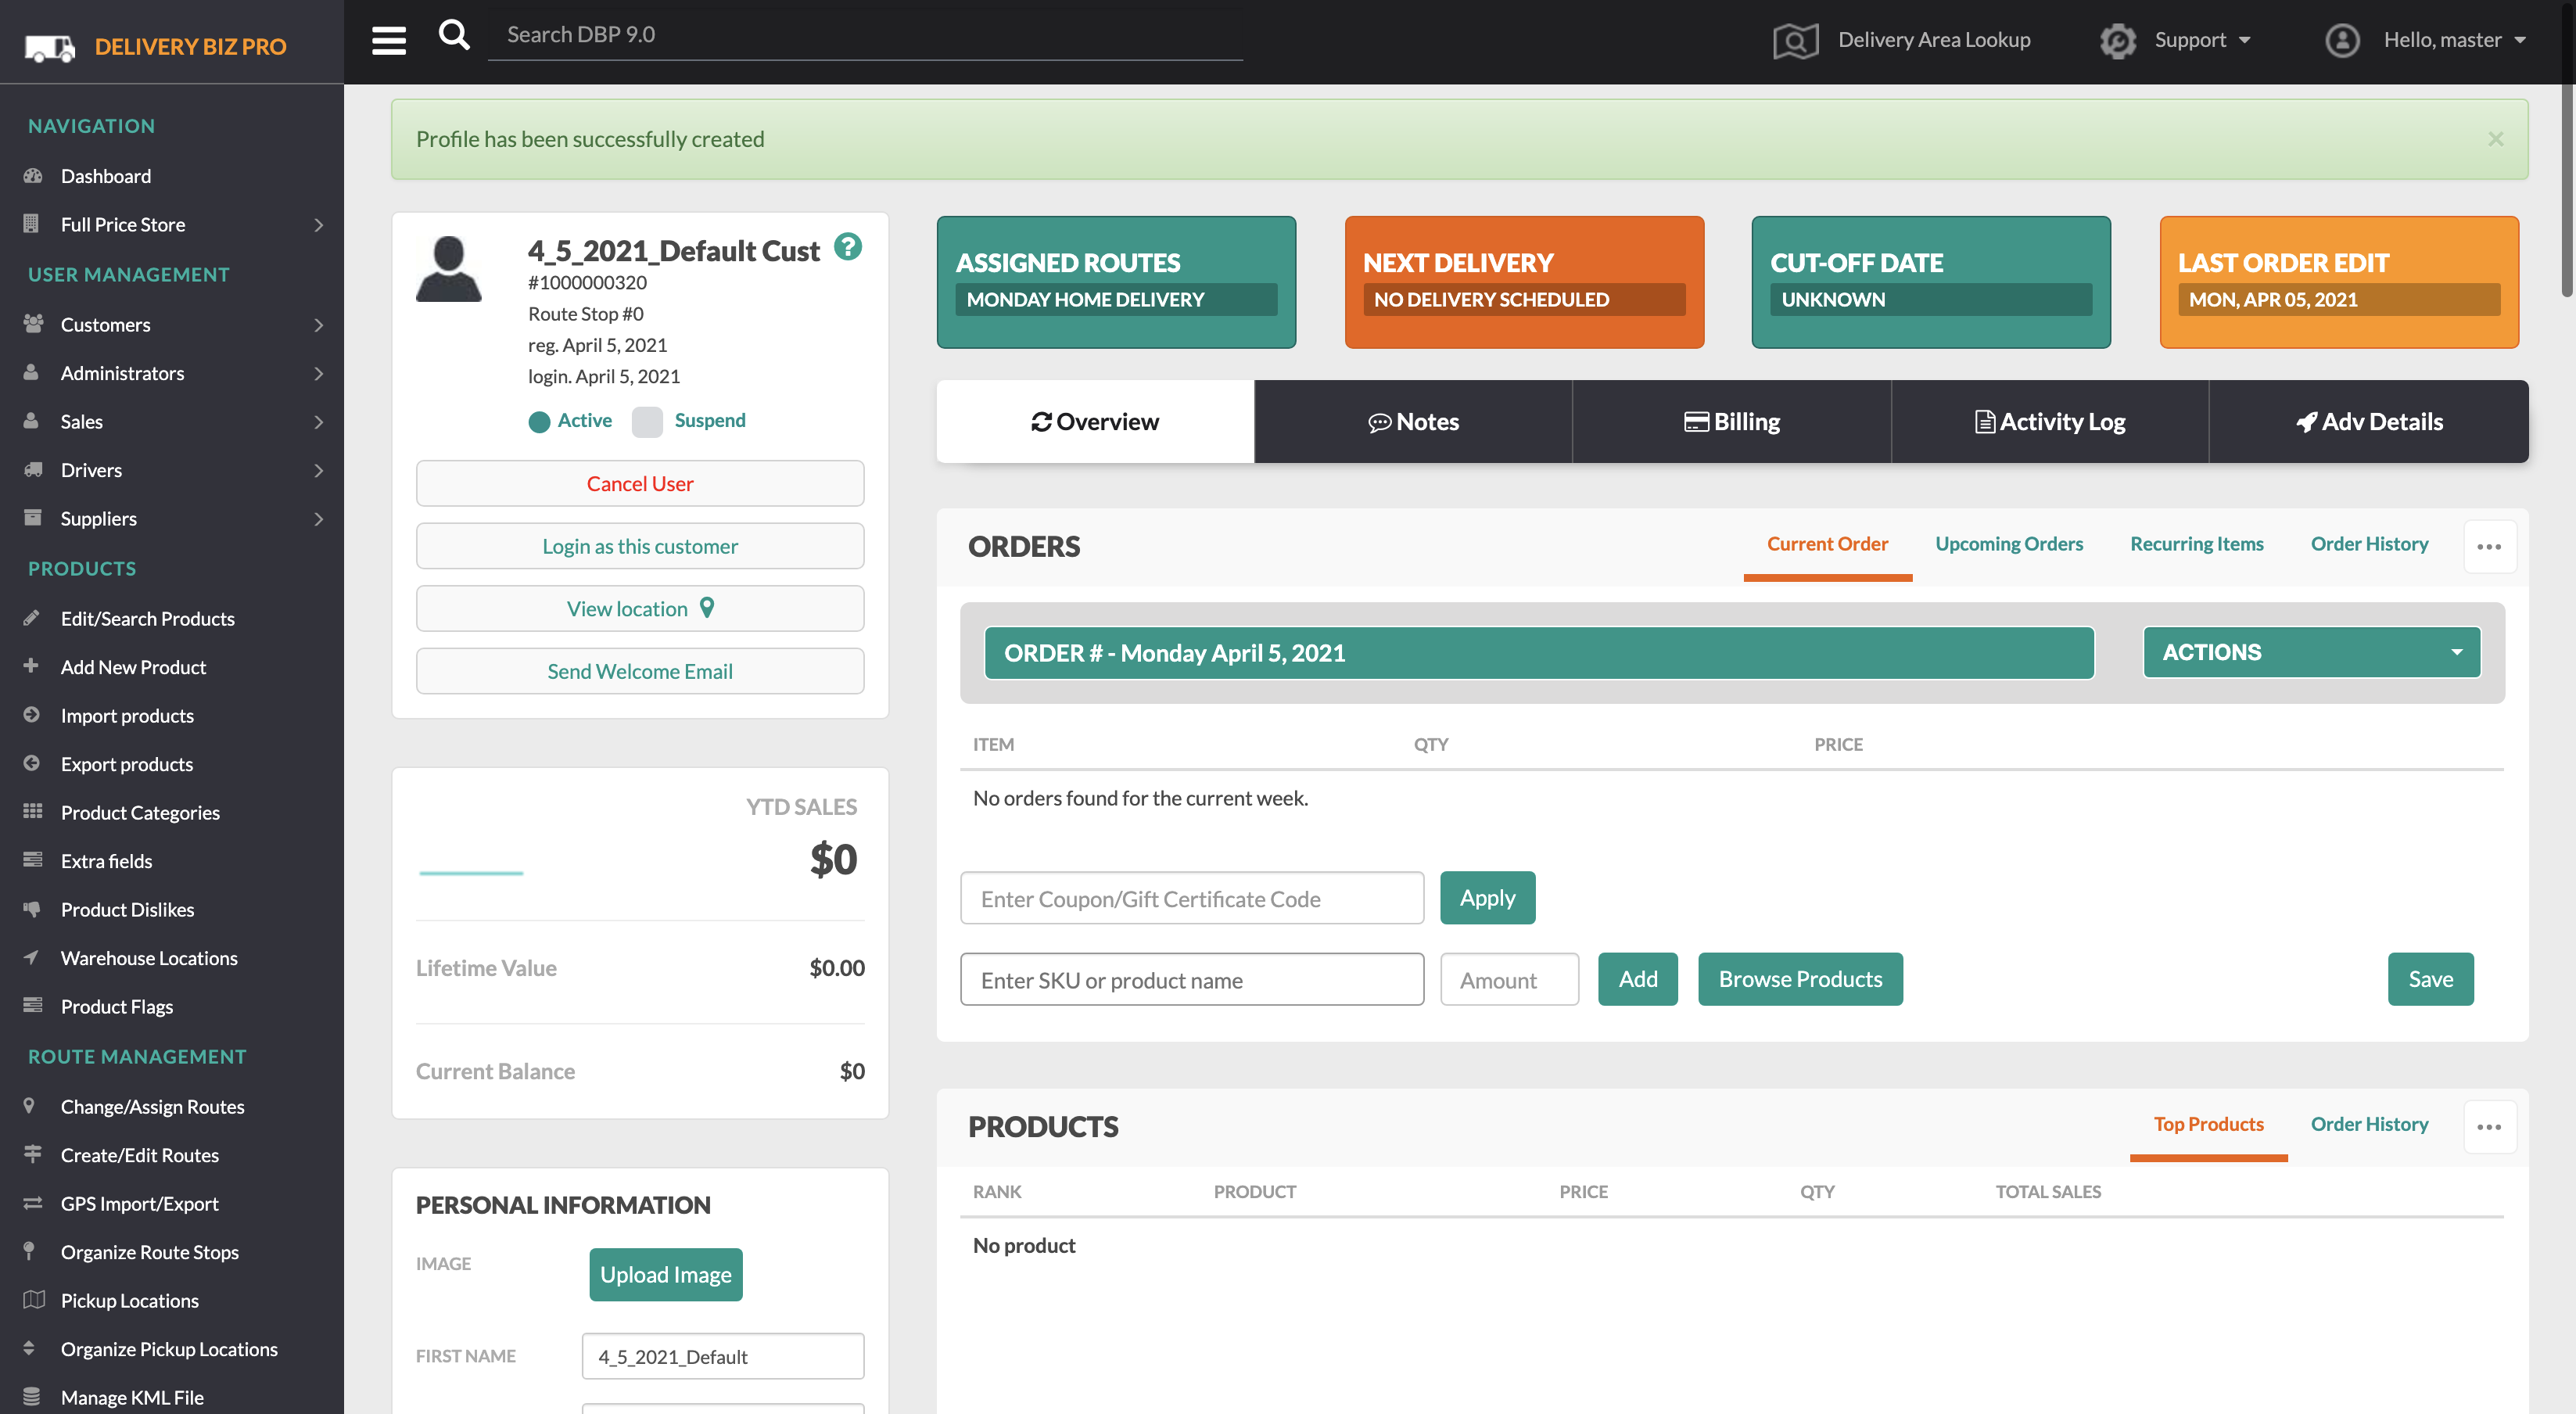 DELIVERY BIZ PRO
Search DBP 9.0
Delivery Area Lookup
Support
Hello, master
NAVIGATION
Dashboard
Full Price Store
USER MANAGEMENT
Customers
Administrators
Sales
Drivers
Suppliers
PRODUCTS
Edit/Search Products
Add New Product
Import products
Export products
Product Categories
Extra fields
Product Dislikes
Warehouse Locations
Product Flags
ROUTE MANAGEMENT
Change/Assign Routes
Create/Edit Routes
GPS Import/Export
Organize Route Stops
Pickup Locations
Organize Pickup Locations
Manage KML File
Profile has been successfully created
×
4_5_2021_Default Cust ?
#1000000320
Route Stop #0
reg. April 5, 2021
login. April 5, 2021
Active Suspend
Cancel User
Login as this customer
View location
Send Welcome Email
YTD SALES
$0
Lifetime Value $0.00
Current Balance $0
PERSONAL INFORMATION
IMAGE Upload Image
FIRST NAME 4_5_2021_Default
ASSIGNED ROUTES
MONDAY HOME DELIVERY
NEXT DELIVERY
NO DELIVERY SCHEDULED
CUT-OFF DATE
UNKNOWN
LAST ORDER EDIT
MON, APR 05, 2021
Overview Notes Billing Activity Log Adv Details
ORDERS Current Order Upcoming Orders Recurring Items Order History ...
ORDER # - Monday April 5, 2021 ACTIONS
ITEM QTY PRICE
No orders found for the current week.
Enter Coupon/Gift Certificate Code Apply
Enter SKU or product name Amount Add Browse Products Save
PRODUCTS Top Products Order History ...
RANK PRODUCT PRICE QTY TOTAL SALES
No product